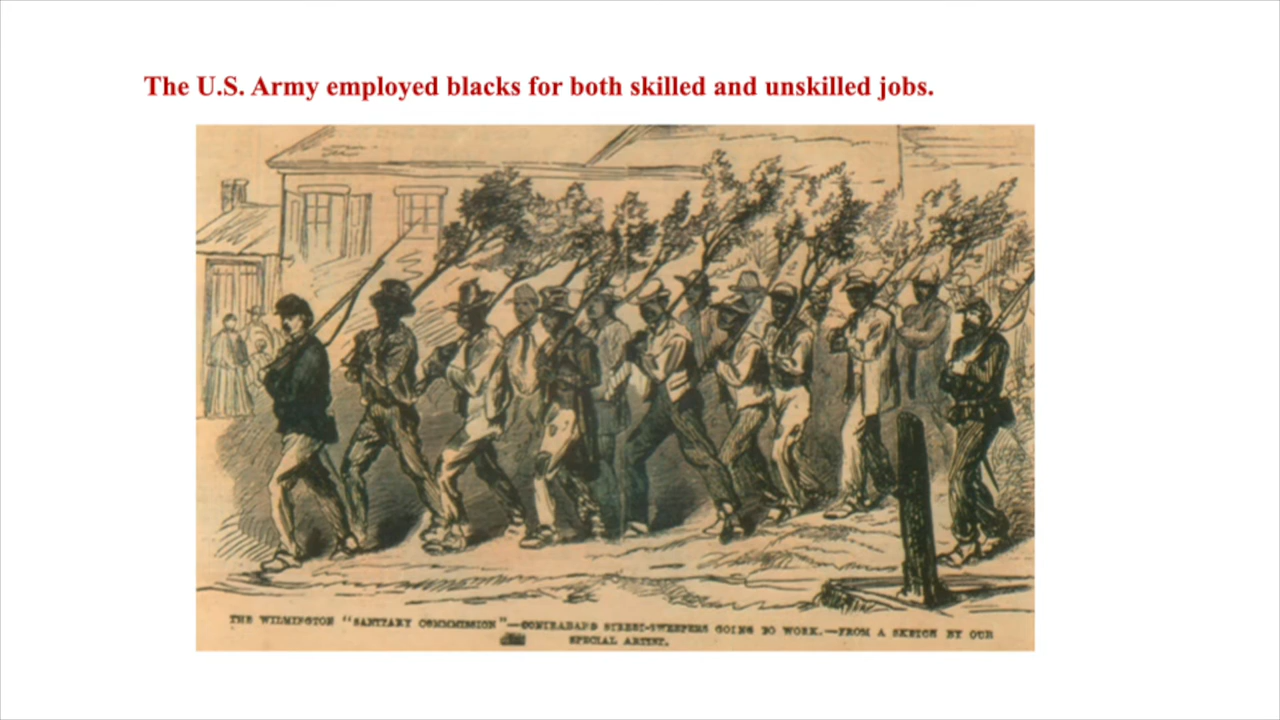 The U.S. Army employed blacks for both skilled and unskilled jobs.
THE WILMINGTON "SANITARY COMMMISSION"—CONTRABAND STREET-SWEEPERS GOING TO WORK.—FROM A SKETCH BY OUR
SPECIAL ARTIST.